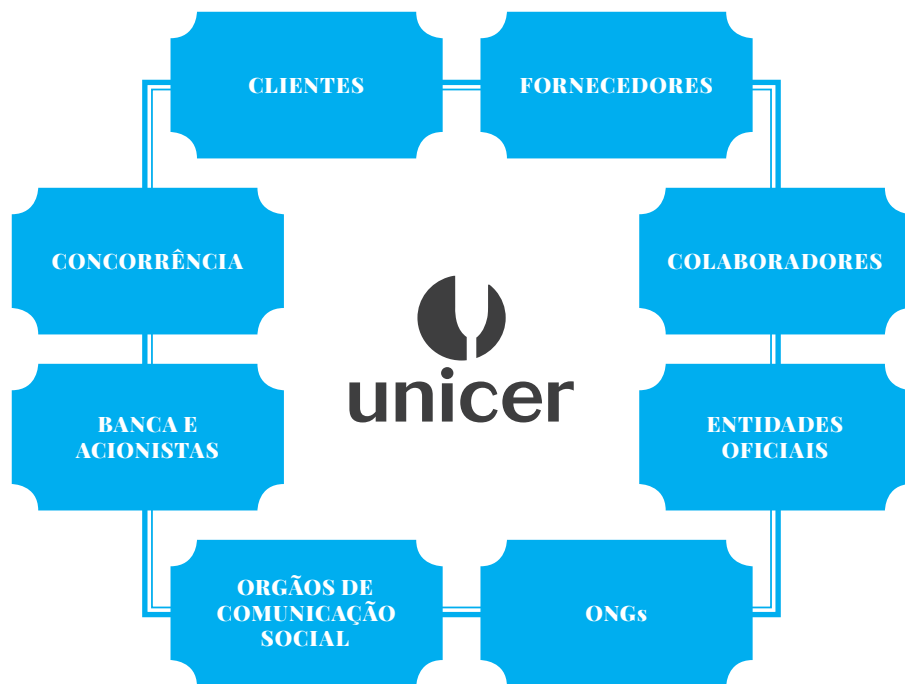 CLIENTES
FORNECEDORES
CONCORRÊNCIA
COLABORADORES
unicer
BANCA E
ACIONISTAS
ENTIDADES
OFICIAIS
ORGÃOS DE
COMUNICAÇÃO
SOCIAL
ONGs